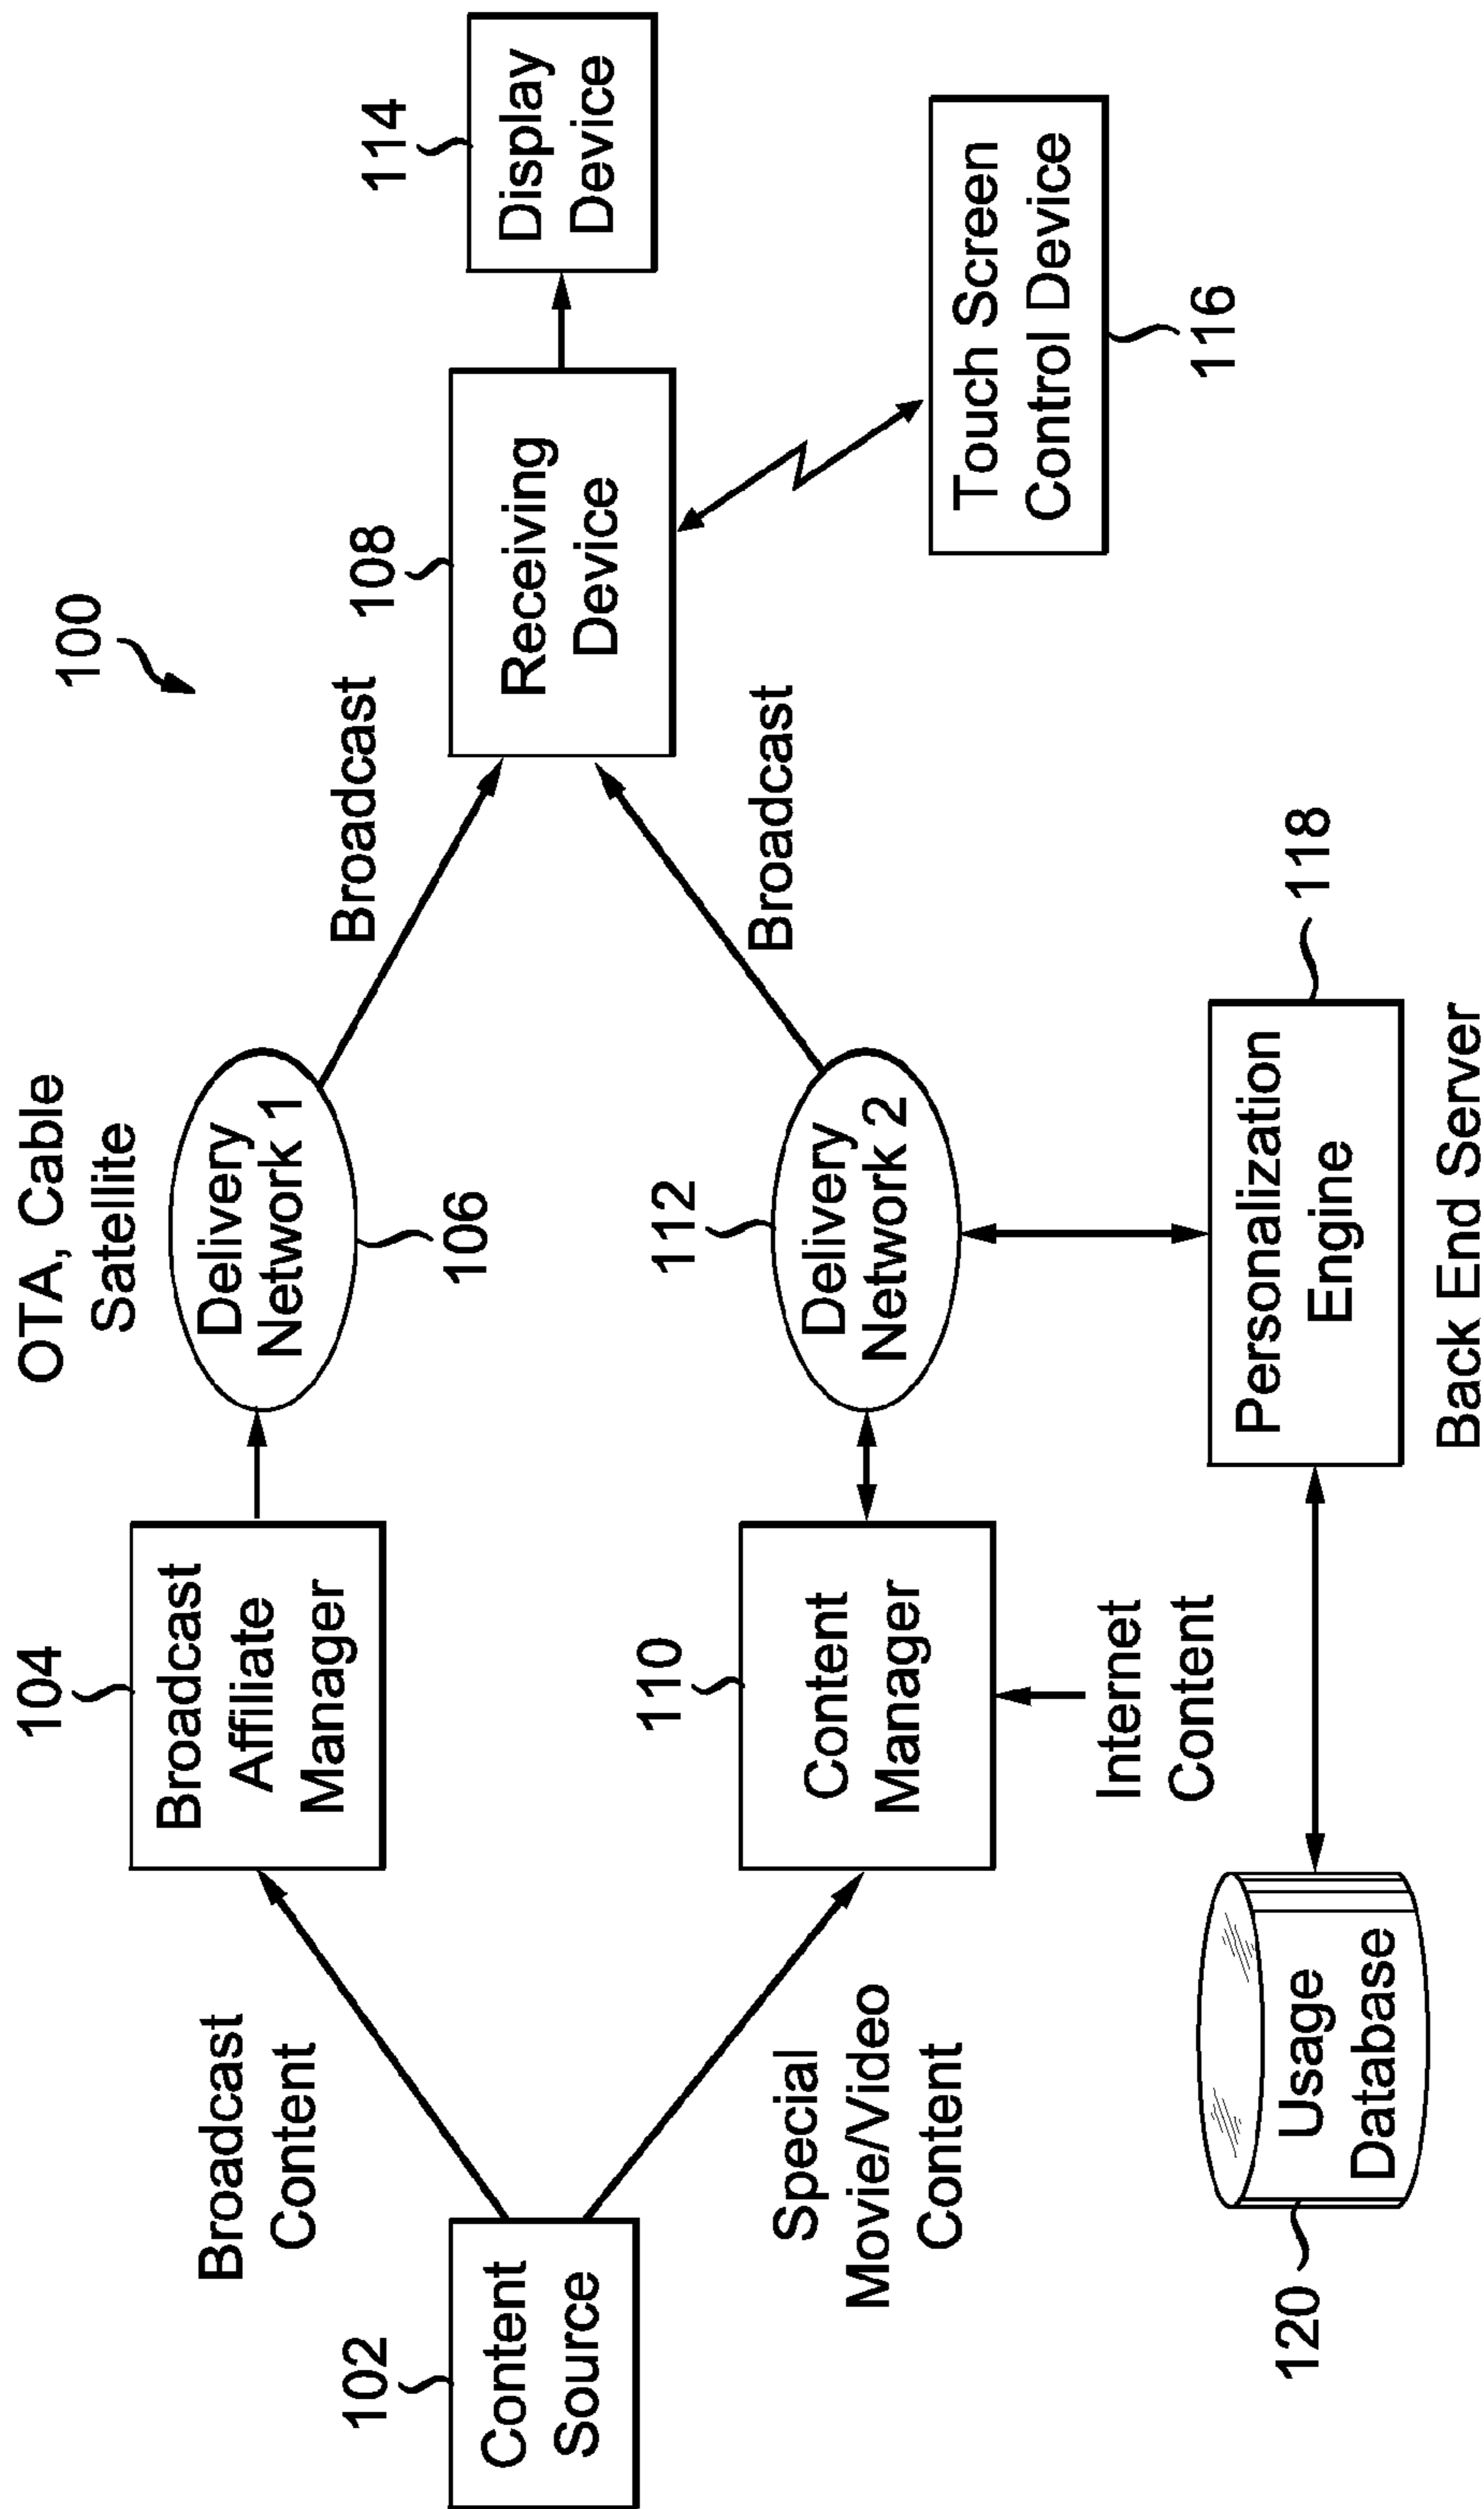 100
OTA, Cable
Satellite
104
Broadcast
Affiliate
Manager
Delivery
Network 1
106
Broadcast
Content
Broadcast
102
Content
Source
108
Receiving
Device
114
Display
Device
Special
Movie/Video
Content
110
Content
Manager
112
Delivery
Network 2
Broadcast
Touch Screen
Control Device
116
Internet
Content
120
Usage
Database
Personalization
Engine
118
Back End Server